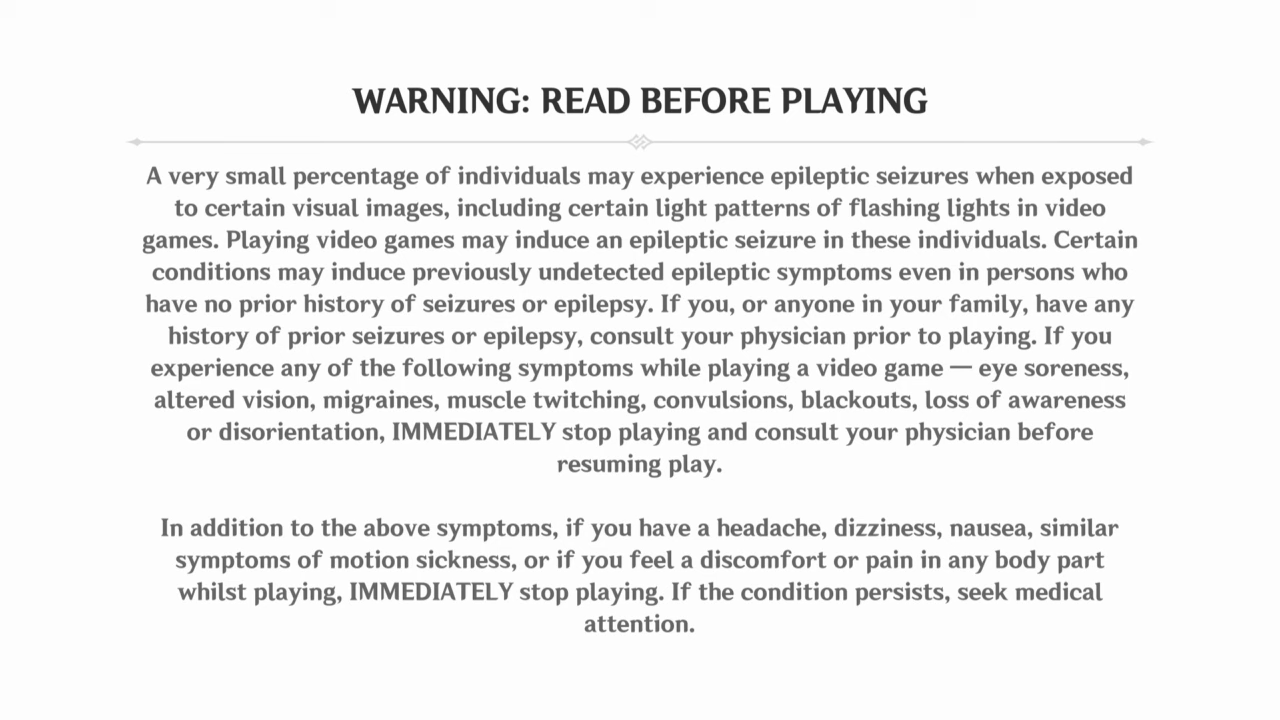 WARNING: READ BEFORE PLAYING
A very small percentage of individuals may experience epileptic seizures when exposed
to certain visual images, including certain light patterns of flashing lights in video
games. Playing video games may induce an epileptic seizure in these individuals. Certain
conditions may induce previously undetected epileptic symptoms even in persons who
have no prior history of seizures or epilepsy. If you, or anyone in your family, have any
history of prior seizures or epilepsy, consult your physician prior to playing. If you
experience any of the following symptoms while playing a video game — eye soreness,
altered vision, migraines, muscle twitching, convulsions, blackouts, loss of awareness
or disorientation, IMMEDIATELY stop playing and consult your physician before
resuming play.
In addition to the above symptoms, if you have a headache, dizziness, nausea, similar
symptoms of motion sickness, or if you feel a discomfort or pain in any body part
whilst playing, IMMEDIATELY stop playing. If the condition persists, seek medical
attention.